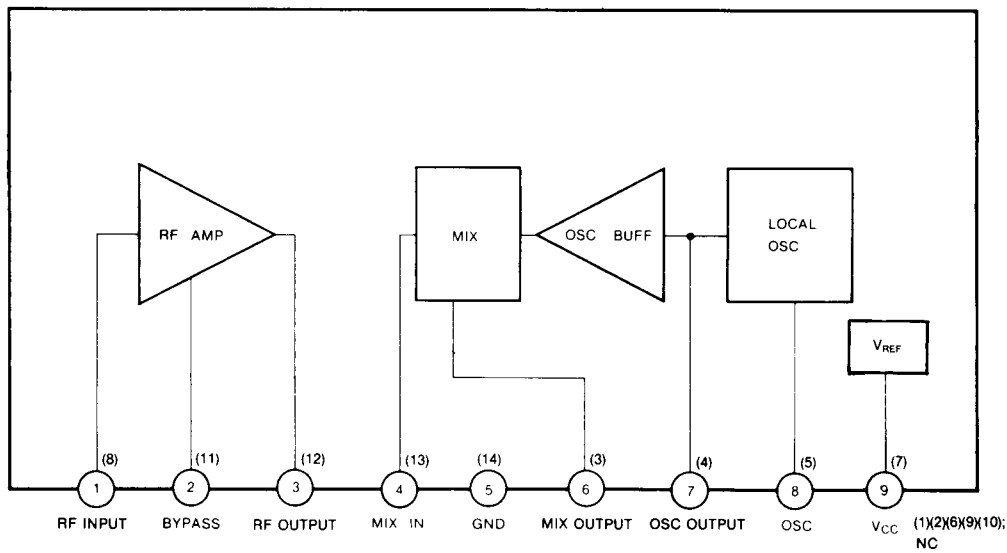 RF AMP
MIX
OSC BUFF
LOCAL
OSC
VREF
(8) (11) (12) (13) (14) (3) (4) (5) (7)
1 2 3 4 5 6 7 8 9
RF INPUT BYPASS RF OUTPUT MIX IN GND MIX OUTPUT OSC OUTPUT OSC VCC (1)(2)(6)(9)(10);
NC